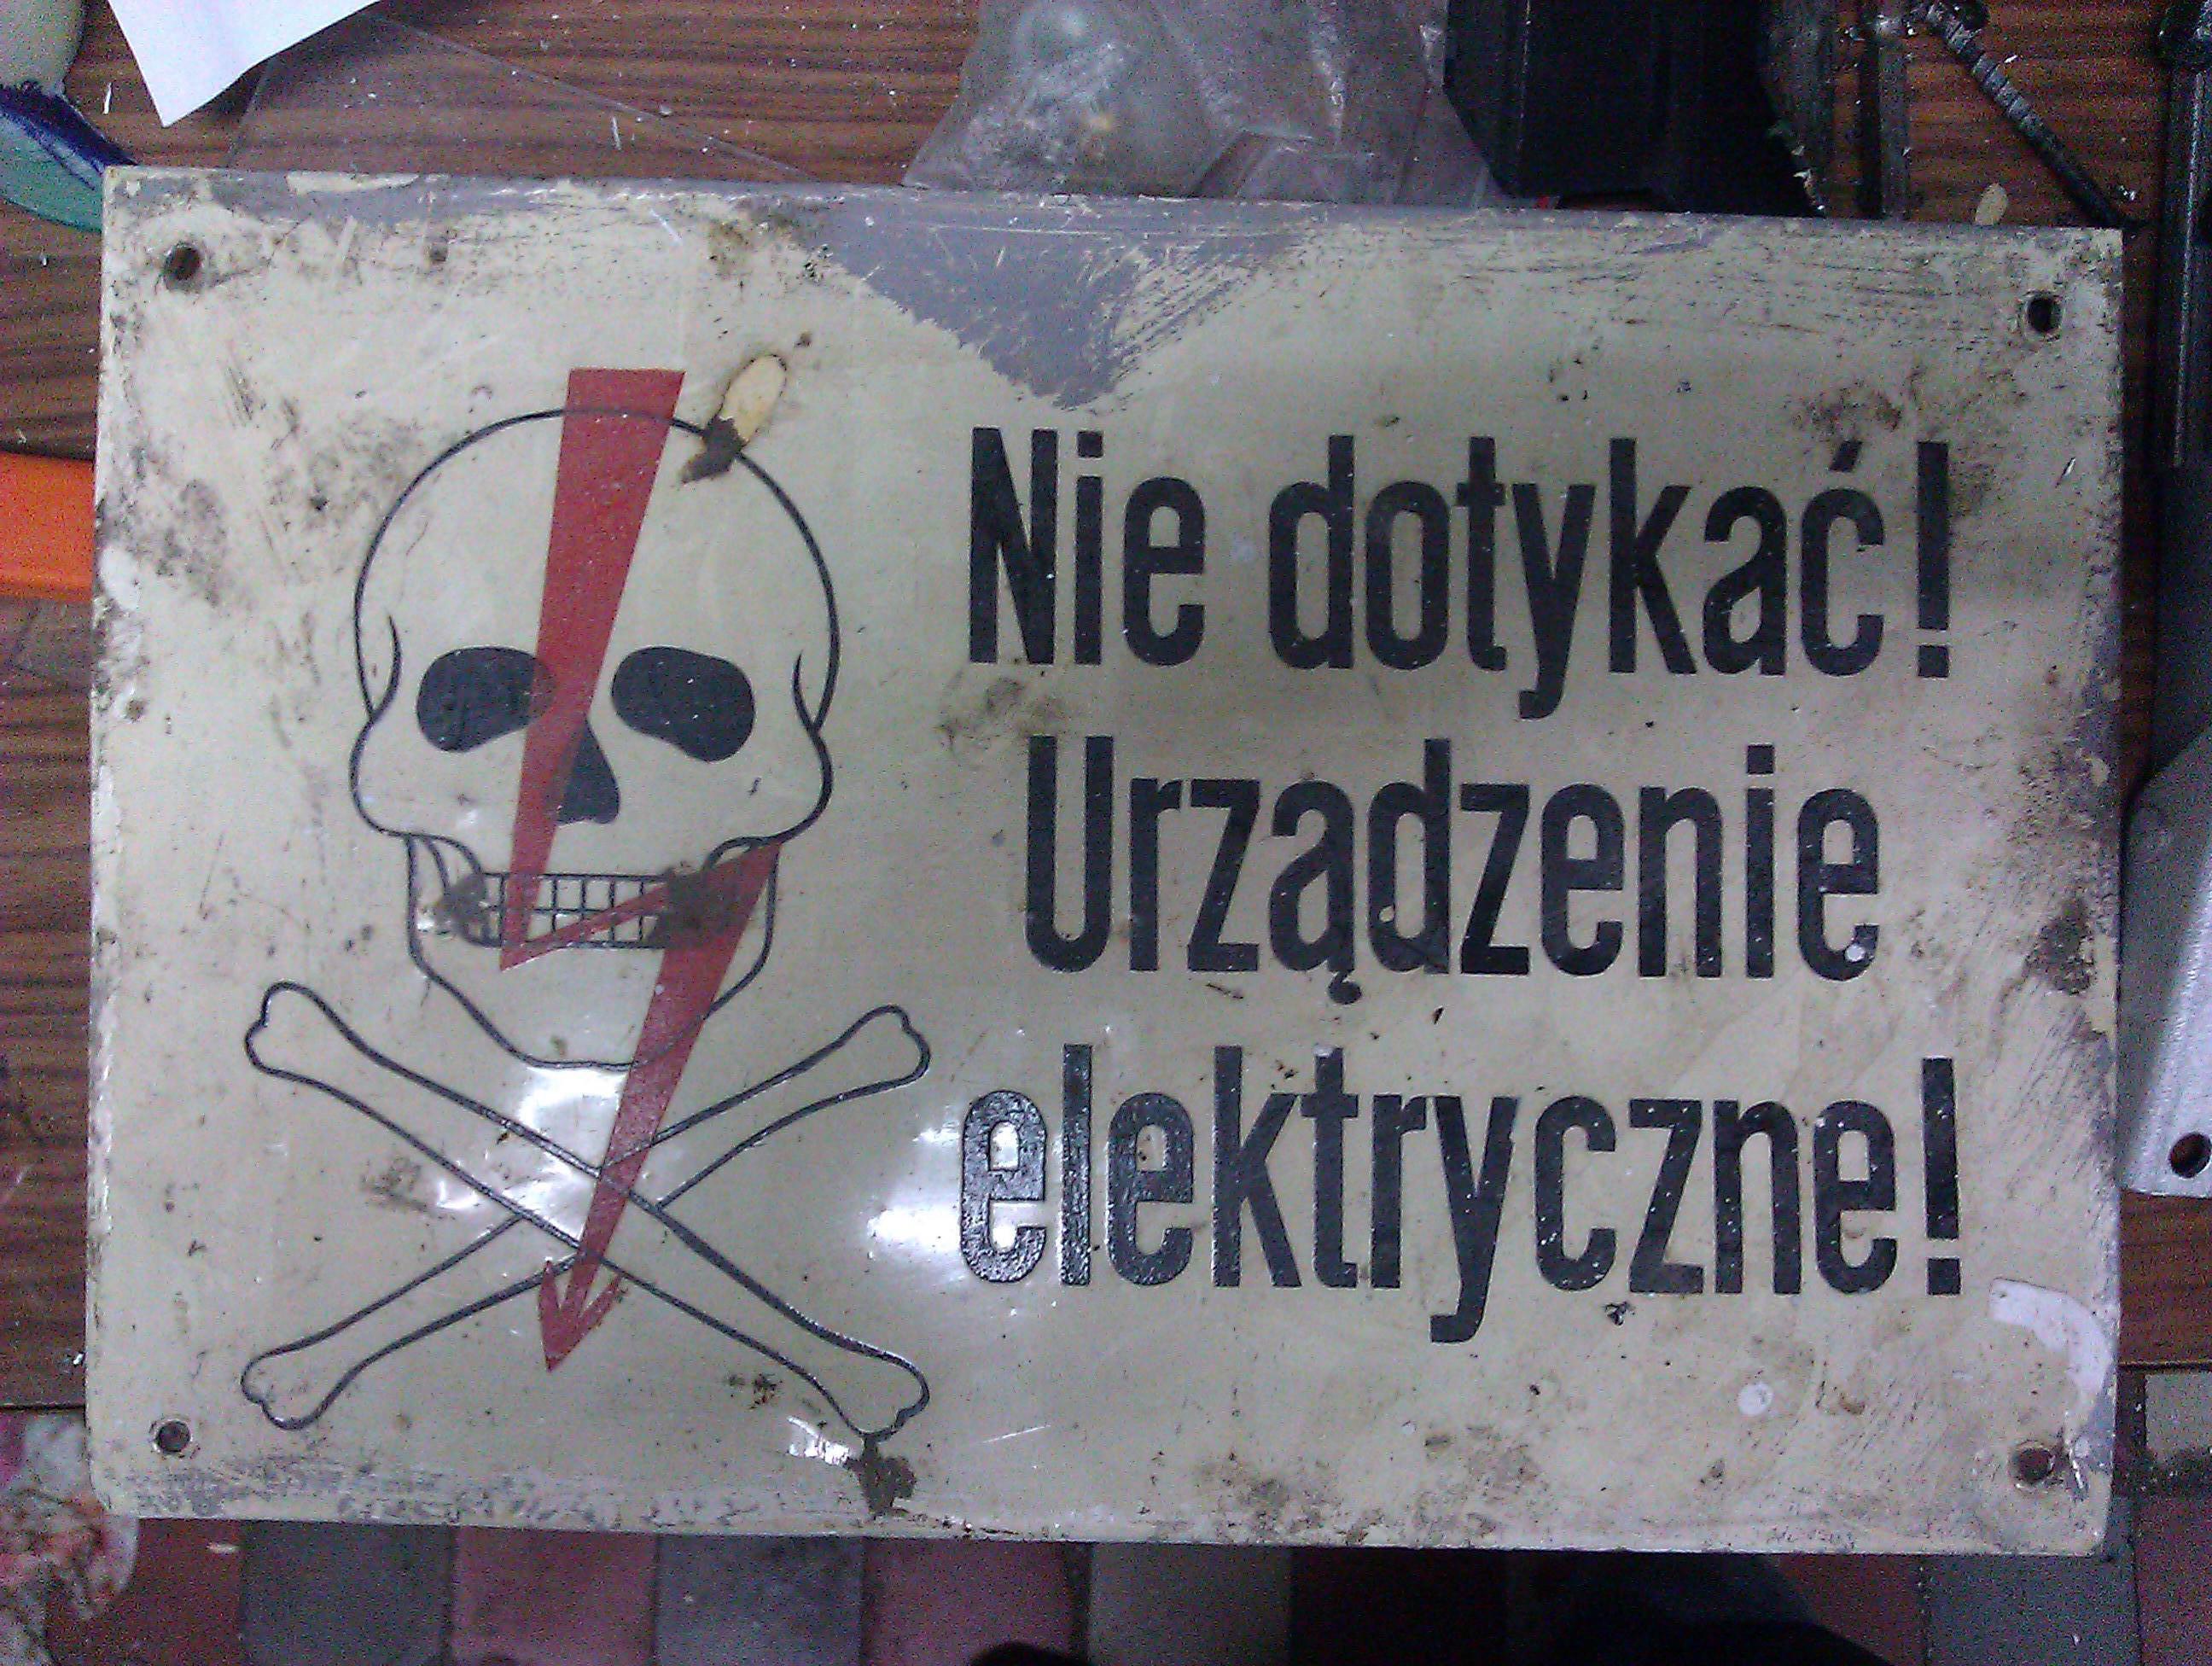 Nie dotykać!
Urządzenie
elektryczne!